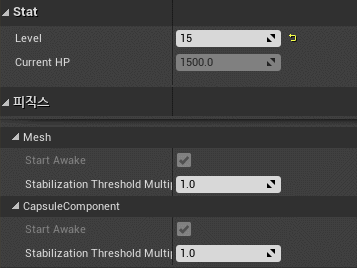 Stat
Level 15
Current HP 1500.0
피직스
Mesh
Start Awake
Stabilization Threshold Multip 1.0
CapsuleComponent
Start Awake
Stabilization Threshold Multip 1.0